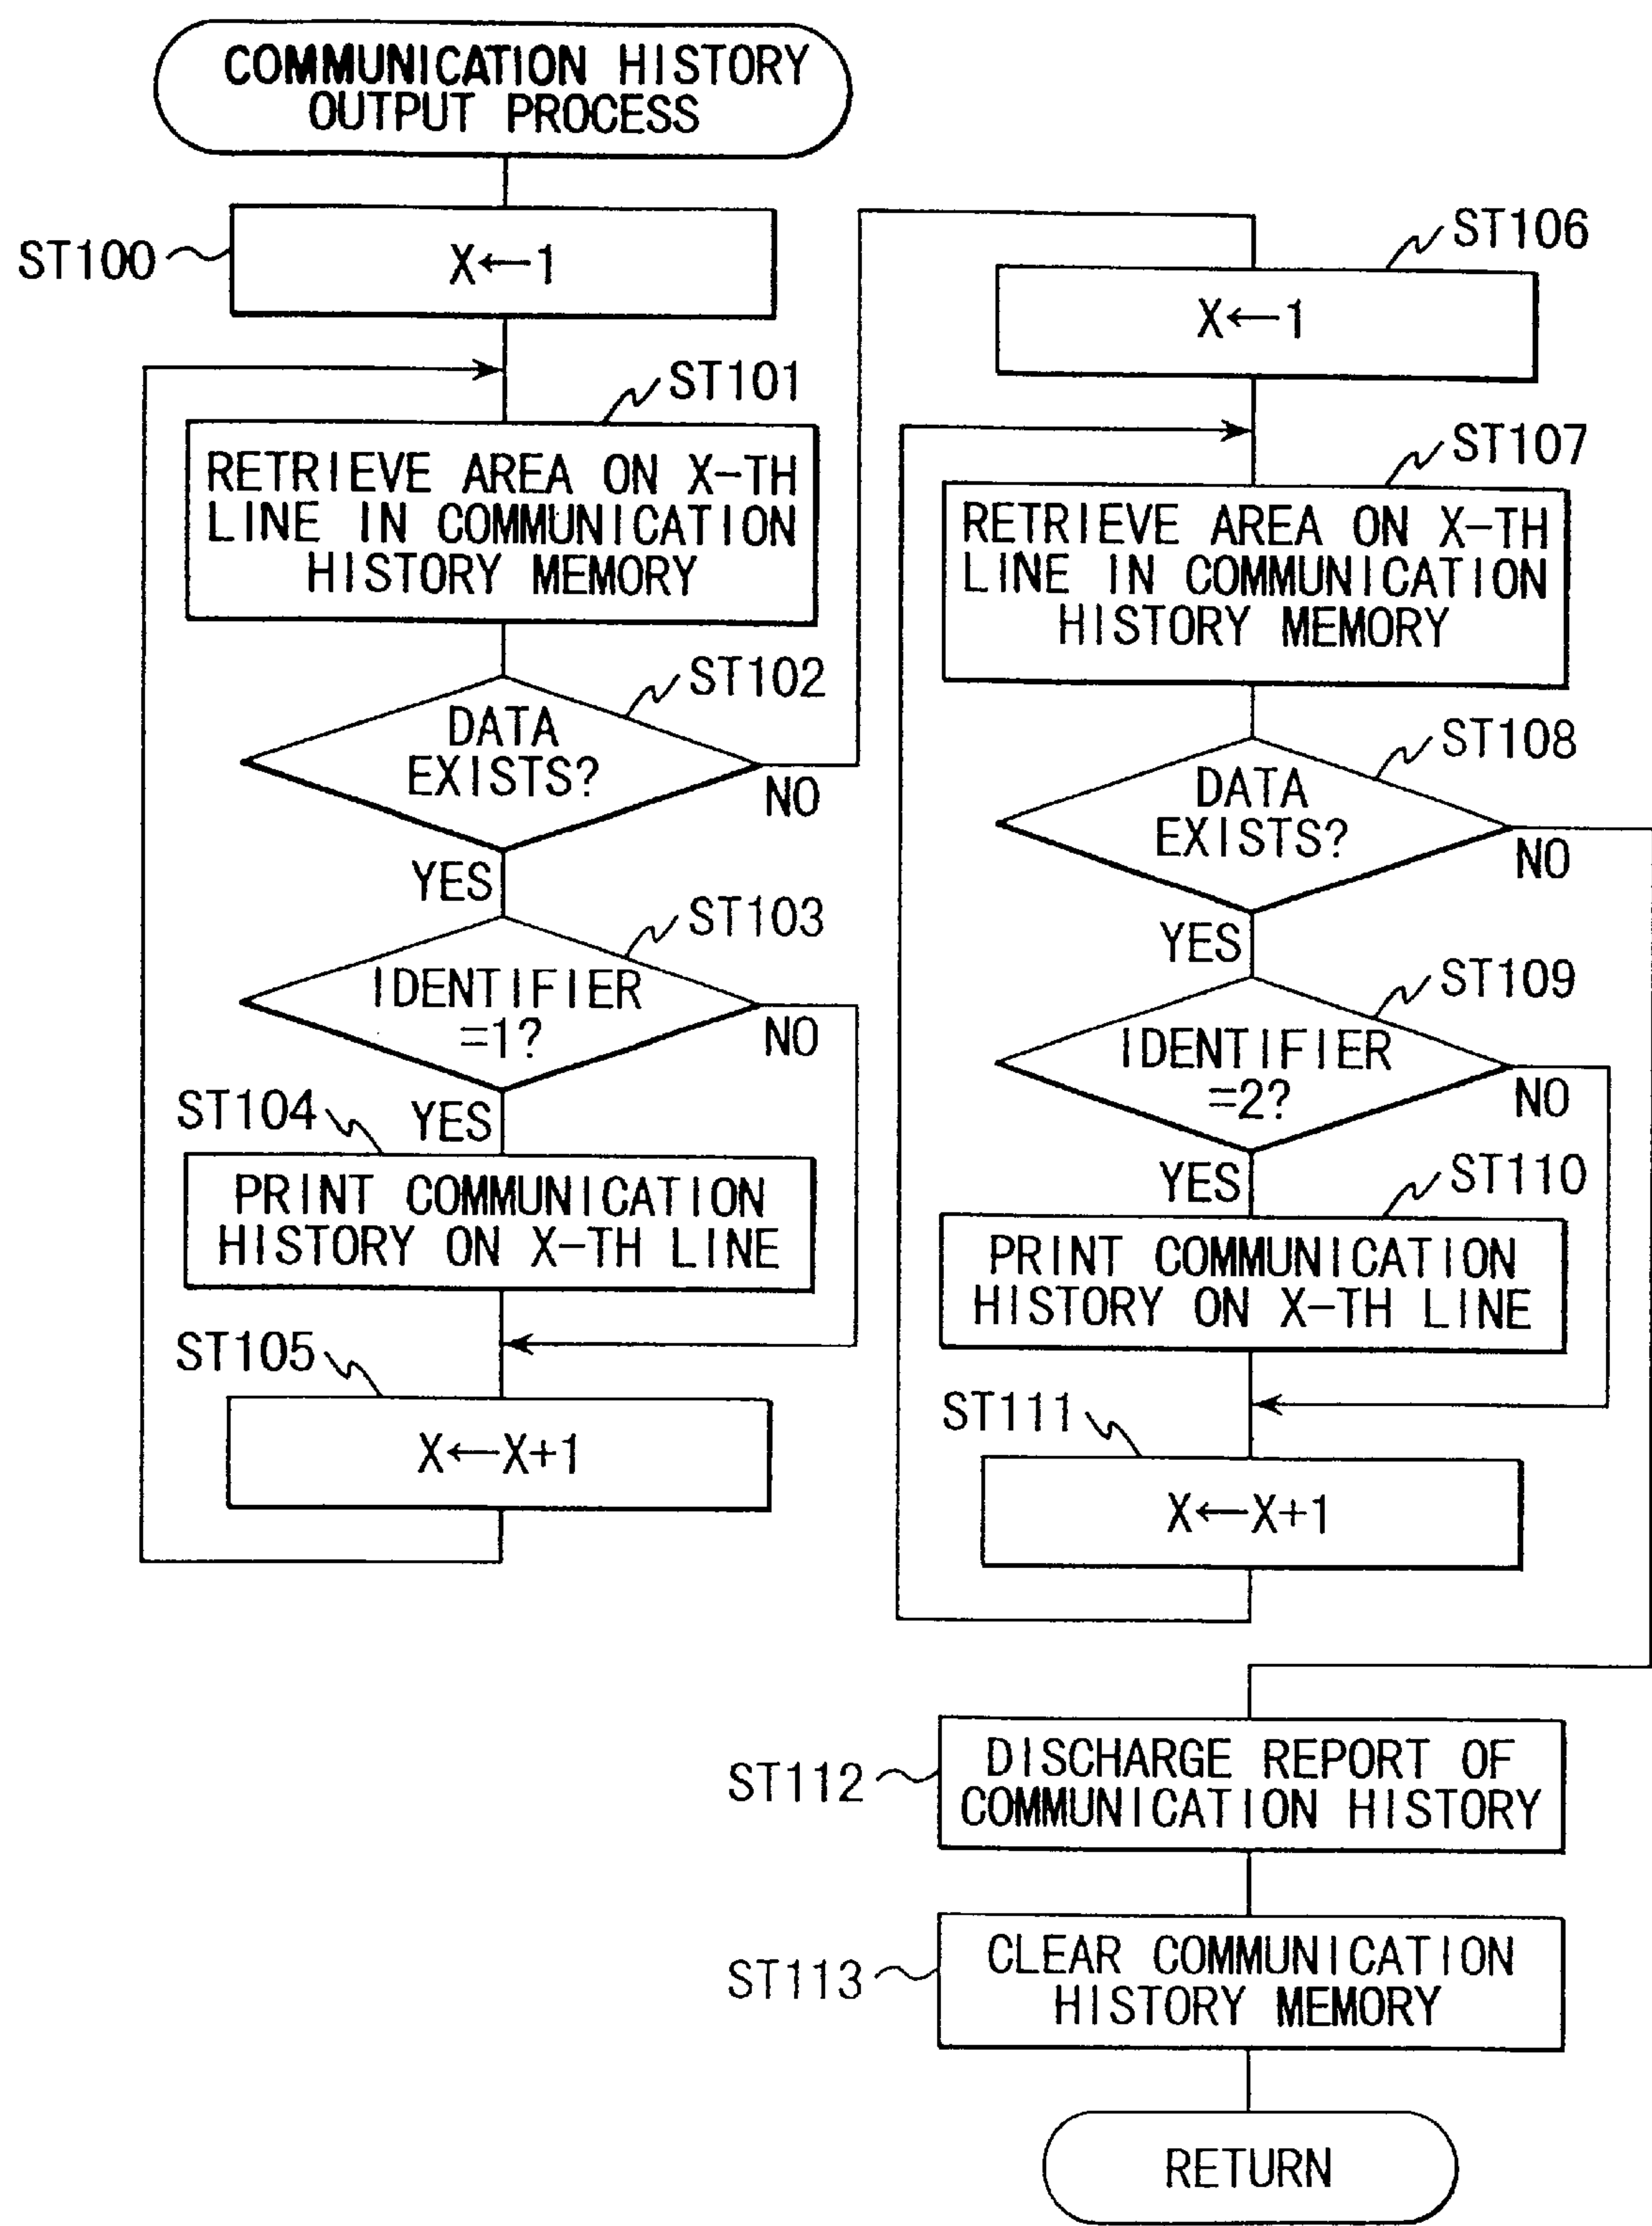 COMMUNICATION HISTORY
OUTPUT PROCESS
ST100
X←1
ST101
RETRIEVE AREA ON X-TH
LINE IN COMMUNICATION
HISTORY MEMORY
ST102
DATA
EXISTS?
NO
YES
ST103
IDENTIFIER
=1?
NO
YES
ST104
PRINT COMMUNICATION
HISTORY ON X-TH LINE
ST105
X←X+1
ST106
X←1
ST107
RETRIEVE AREA ON X-TH
LINE IN COMMUNICATION
HISTORY MEMORY
ST108
DATA
EXISTS?
NO
YES
ST109
IDENTIFIER
=2?
NO
YES
ST110
PRINT COMMUNICATION
HISTORY ON X-TH LINE
ST111
X←X+1
ST112
DISCHARGE REPORT OF
COMMUNICATION HISTORY
ST113
CLEAR COMMUNICATION
HISTORY MEMORY
RETURN